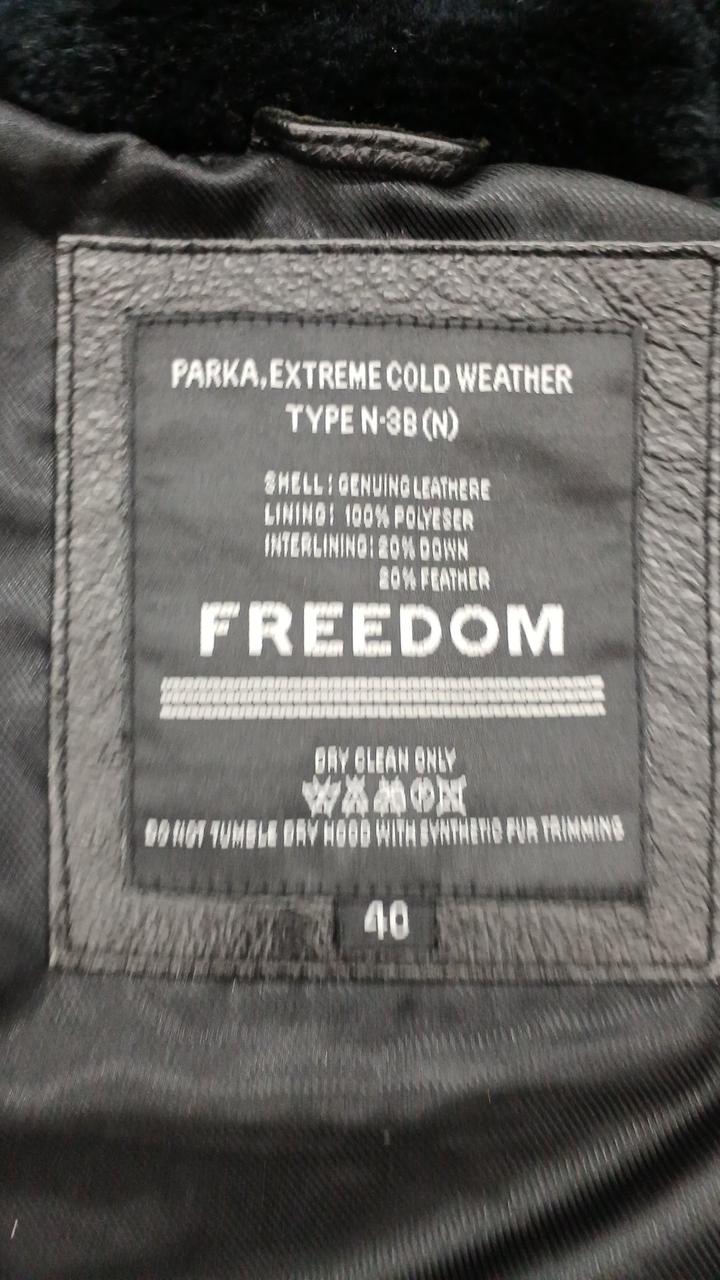 PARKA, EXTREME COLD WEATHER
TYPE N-3B (N)
SHELL : GENUING LEATHERE
LINING : 100% POLYESER
INTERLINING : 20% DOWN
20% FEATHER
FREEDOM
DRY CLEAN ONLY
DO NOT TUMBLE DRY HOOD WITH SYNTHETIC FUR TRIMMING
40